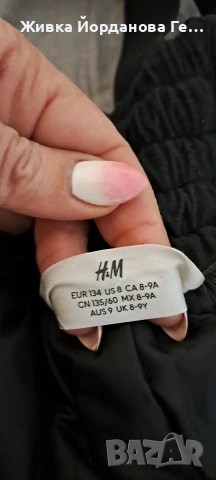 Живка Йорданова Ге...
H&M
EUR 134 US 8 CA 8-9A
CN 135/60 MX 8-9A
AUS 9 UK 8-9Y
BAZAR